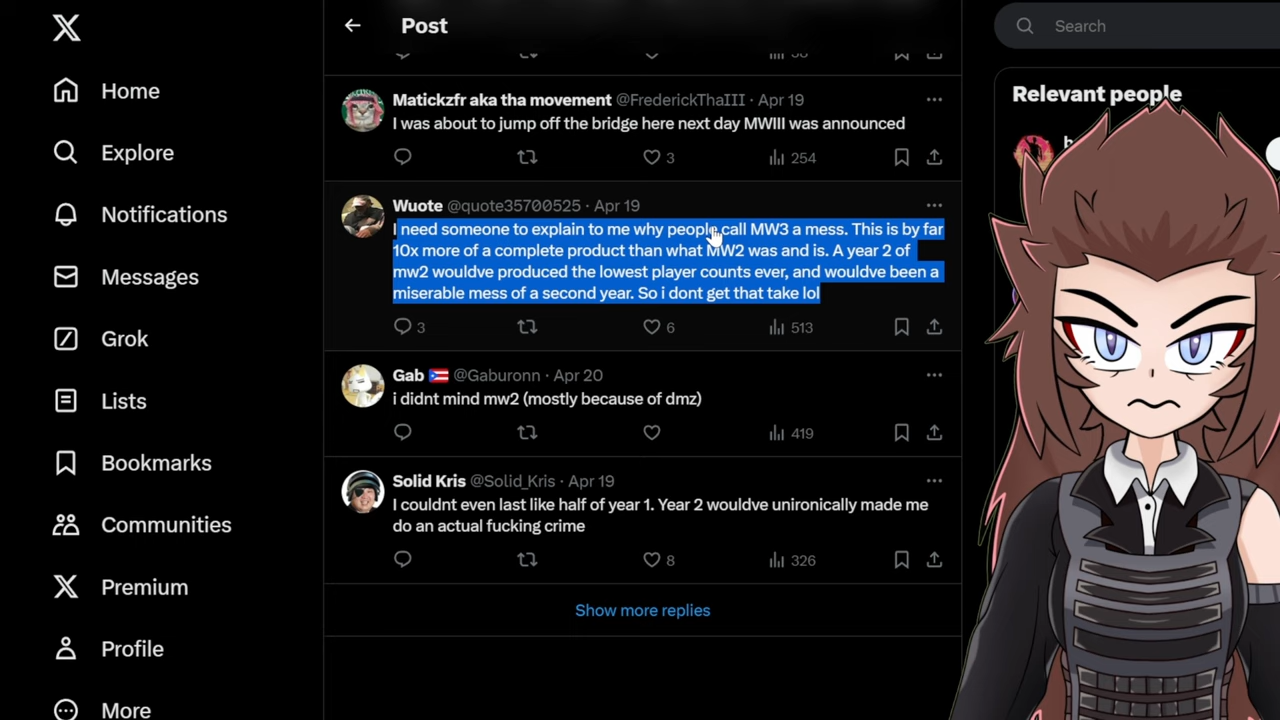 Post
Search
Home
Explore
Notifications
Messages
Grok
Lists
Bookmarks
Communities
Premium
Profile
More
Matickzfr aka tha movement @FrederickThaIII · Apr 19
I was about to jump off the bridge here next day MWIII was announced
3 254
Wuote @quote35700525 · Apr 19
I need someone to explain to me why people call MW3 a mess. This is by far
10x more of a complete product than what MW2 was and is. A year 2 of
mw2 wouldve produced the lowest player counts ever, and wouldve been a
miserable mess of a second year. So i dont get that take lol
3 6 513
Gab @Gaburonn · Apr 20
i didnt mind mw2 (mostly because of dmz)
419
Solid Kris @Solid_Kris · Apr 19
I couldnt even last like half of year 1. Year 2 wouldve unironically made me
do an actual fucking crime
8 326
Show more replies
Relevant people